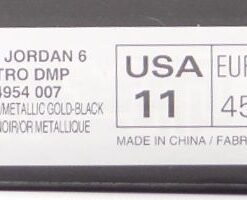 JORDAN 6
TRO DMP
4954 007
/METALLIC GOLD-BLACK
NOIR/OR METALLIQUE
USA
11
EUR
45
MADE IN CHINA / FABR